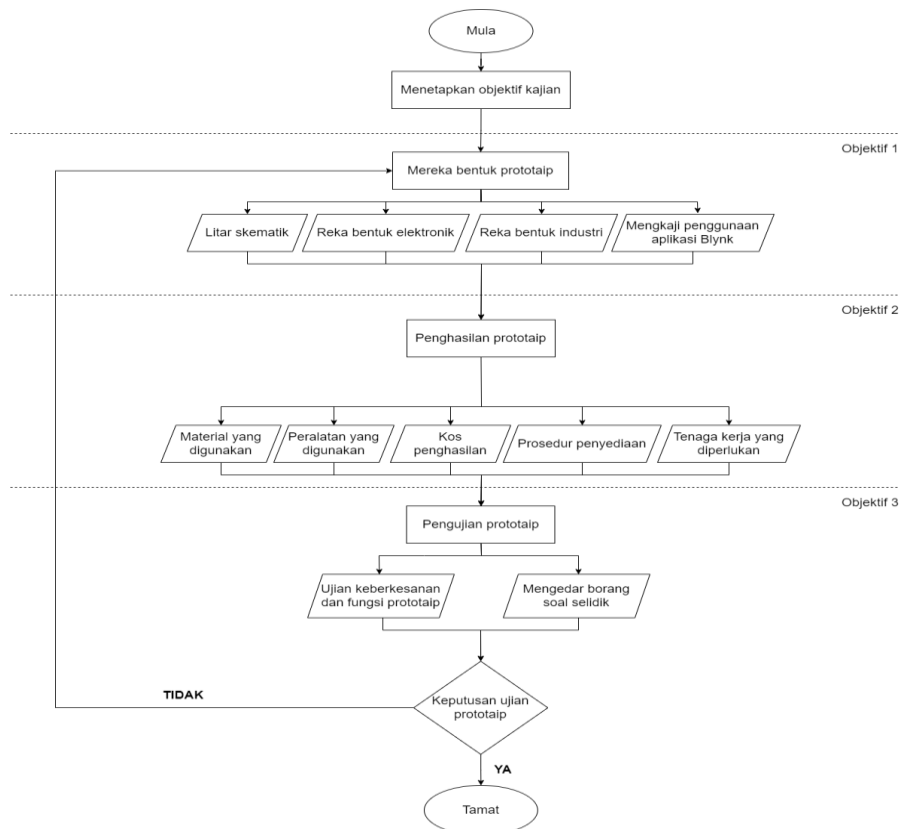 Mula
Menetapkan objektif kajian
Objektif 1
Mereka bentuk prototaip
Litar skematik
Reka bentuk elektronik
Reka bentuk industri
Mengkaji penggunaan
aplikasi Blynk
Objektif 2
Penghasilan prototaip
Material yang
digunakan
Peralatan yang
digunakan
Kos
penghasilan
Prosedur penyediaan
Tenaga kerja yang
diperlukan
Objektif 3
Pengujian prototaip
Ujian keberkesanan
dan fungsi prototaip
Mengedar borang
soal selidik
Keputusan ujian
prototaip
TIDAK
YA
Tamat